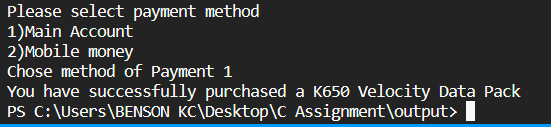 Please select payment method
1)Main Account
2)Mobile money
Chose method of Payment 1
You have successfully purchased a K650 Velocity Data Pack
PS C:\Users\BENSON KC\Desktop\C Assignment\output>